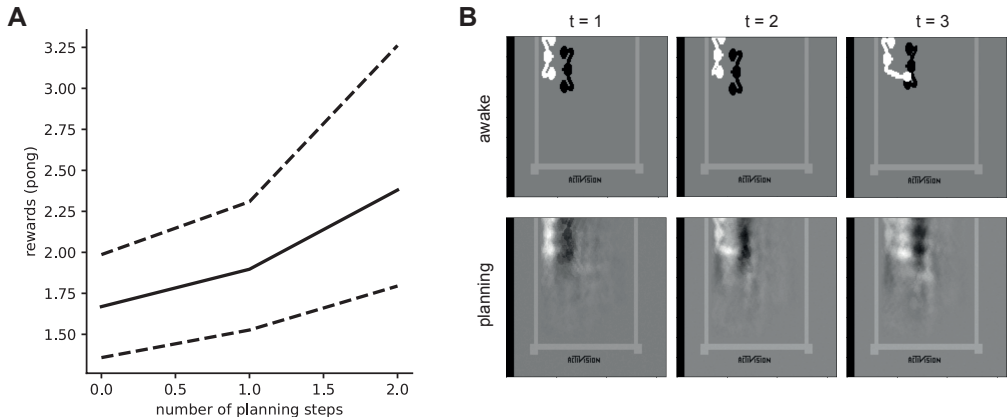 A
3.25
3.00
2.75
2.50
2.25
2.00
1.75
1.50
rewards (pong)
0.0 0.5 1.0 1.5 2.0
number of planning steps
B
t = 1 t = 2 t = 3
awake
ACTIVISION ACTIVISION ACTIVISION
planning
ACTIVISION ACTIVISION ACTIVISION